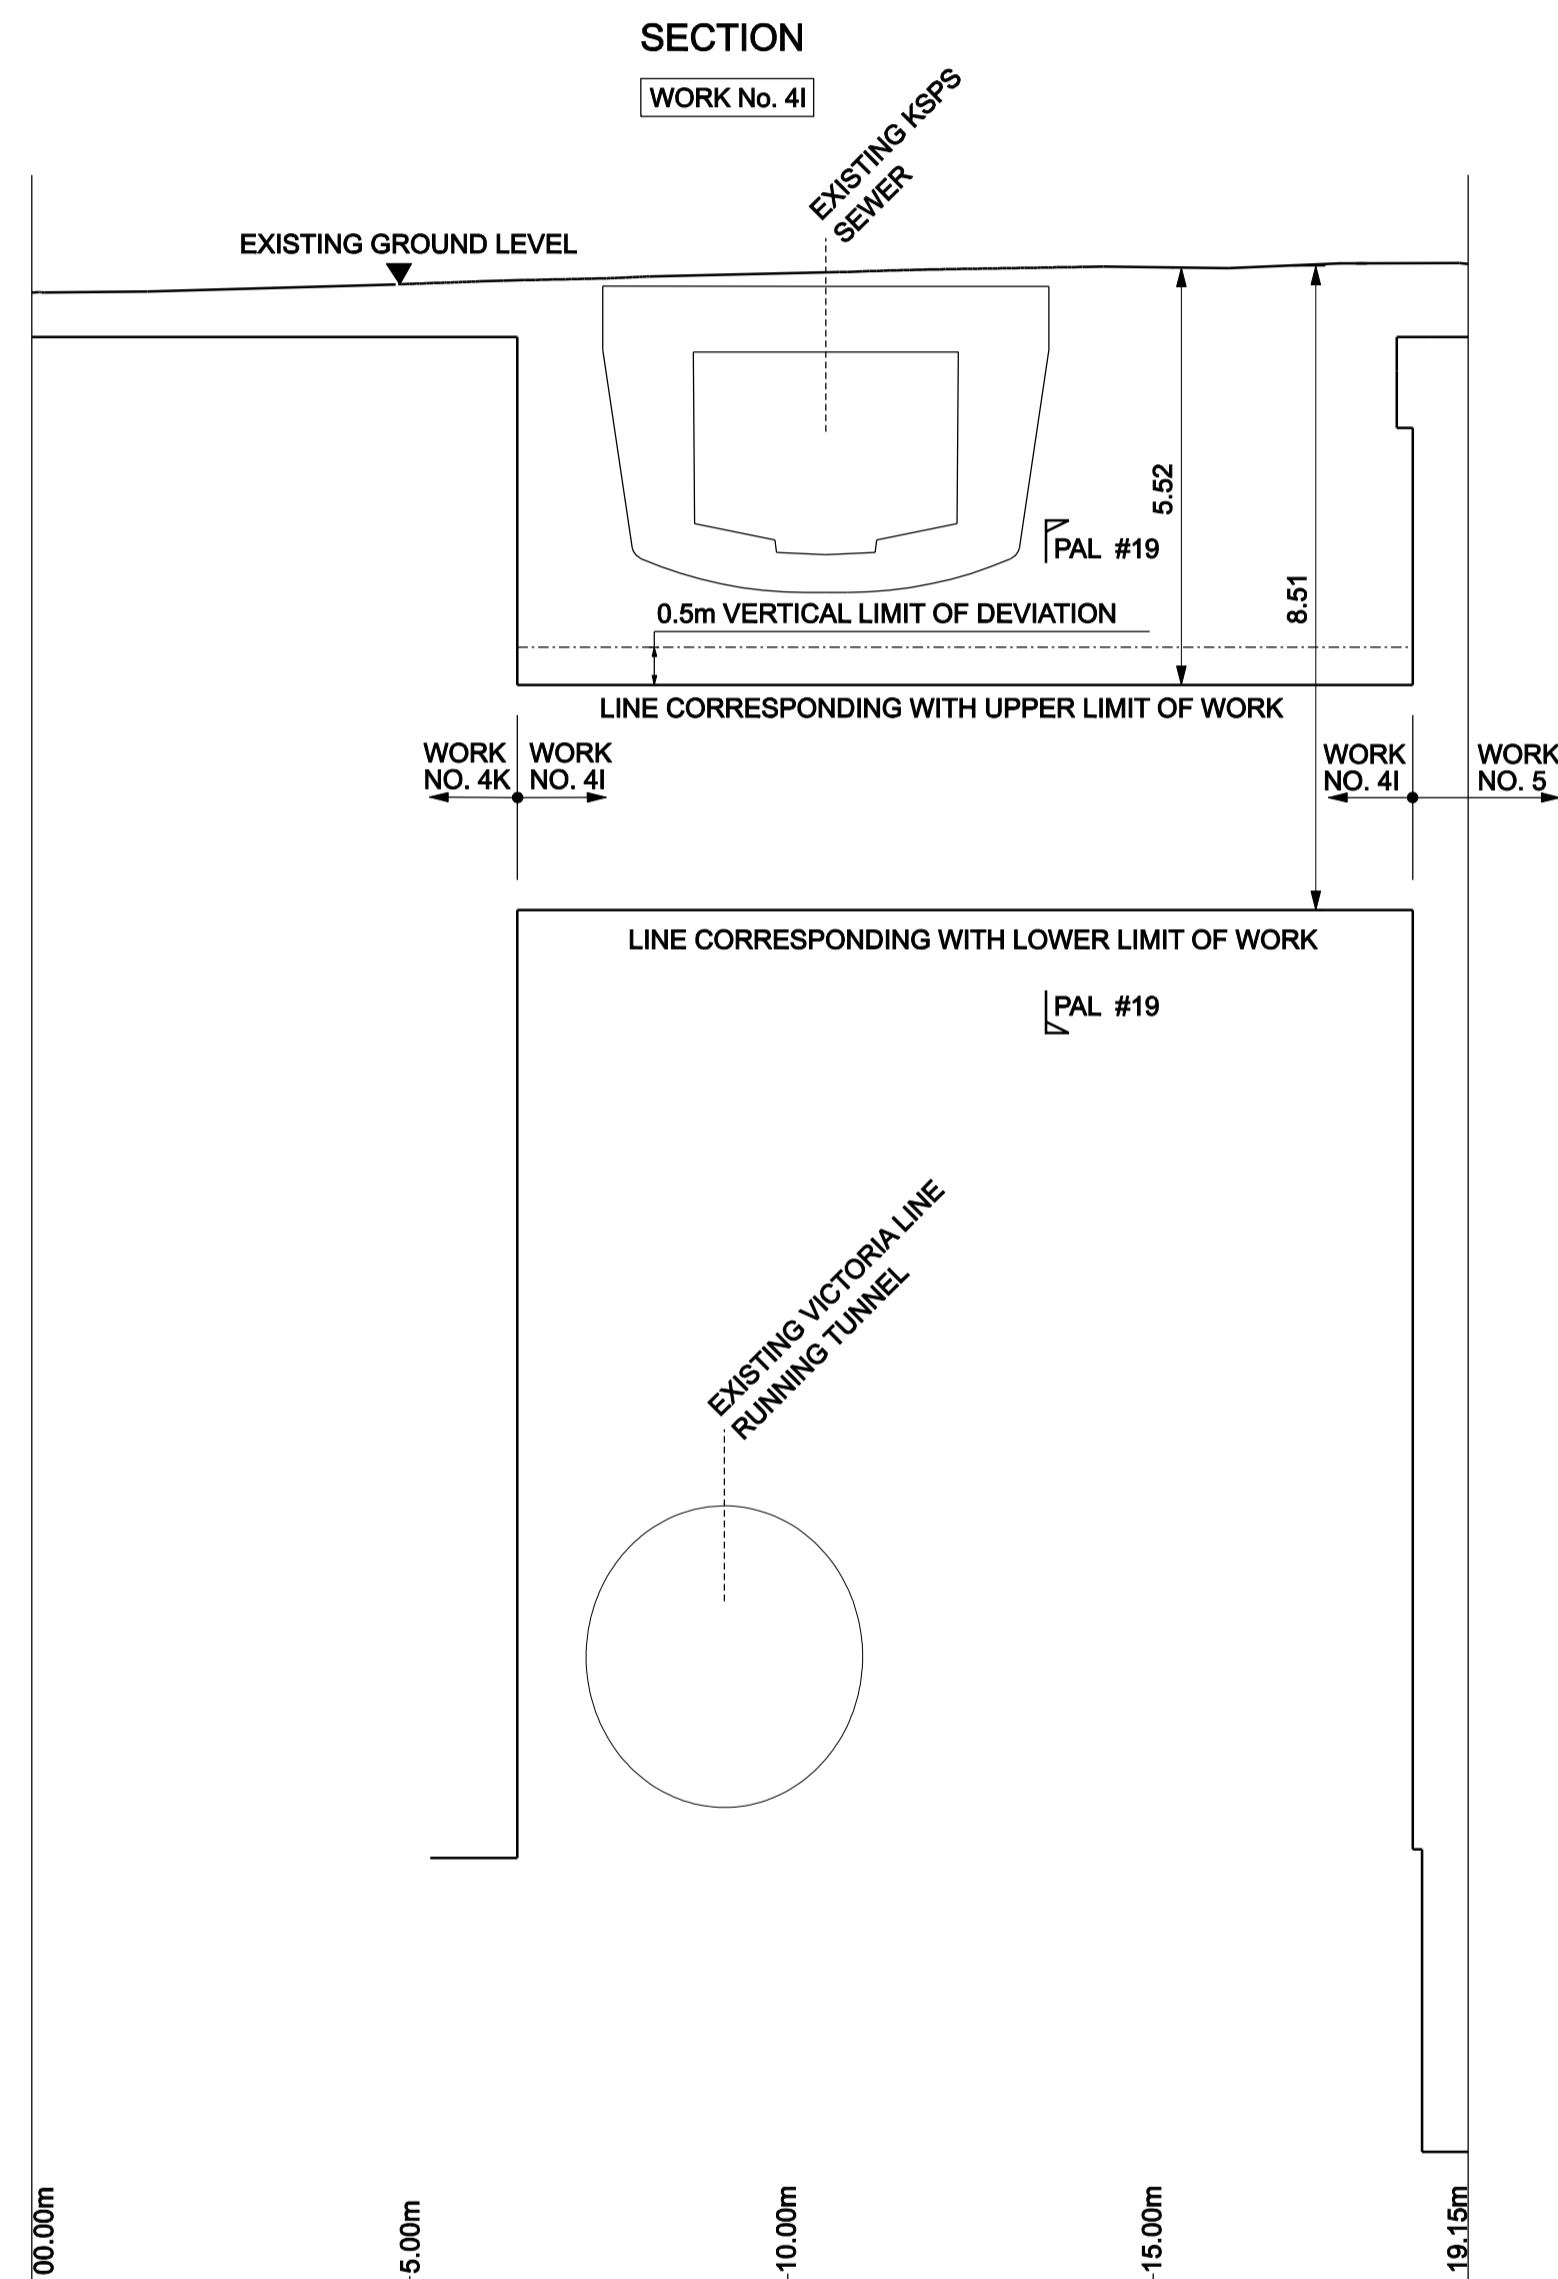 SECTION
WORK No. 4I
EXISTING KSPS
SEWER
EXISTING GROUND LEVEL
5.52
PAL #19
8.51
0.5m VERTICAL LIMIT OF DEVIATION
LINE CORRESPONDING WITH UPPER LIMIT OF WORK
WORK
NO. 4K
WORK
NO. 4I
WORK
NO. 4I
WORK
NO. 5
LINE CORRESPONDING WITH LOWER LIMIT OF WORK
PAL #19
EXISTING VICTORIA LINE
RUNNING TUNNEL
00.00m
5.00m
10.00m
15.00m
19.15m